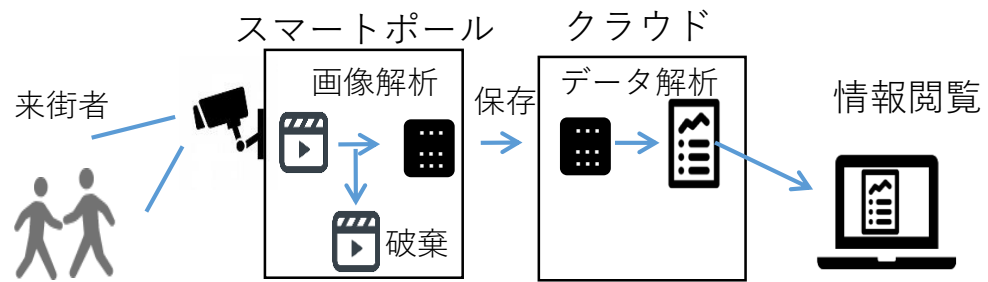 スマートポール
クラウド
来街者
画像解析
保存
データ解析
情報閲覧
破棄